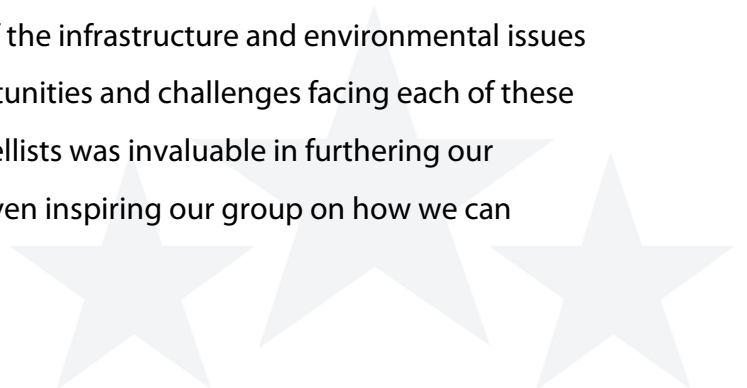 the infrastructure and environmental issues
tunities and challenges facing each of these
ellists was invaluable in furthering our
ven inspiring our group on how we can